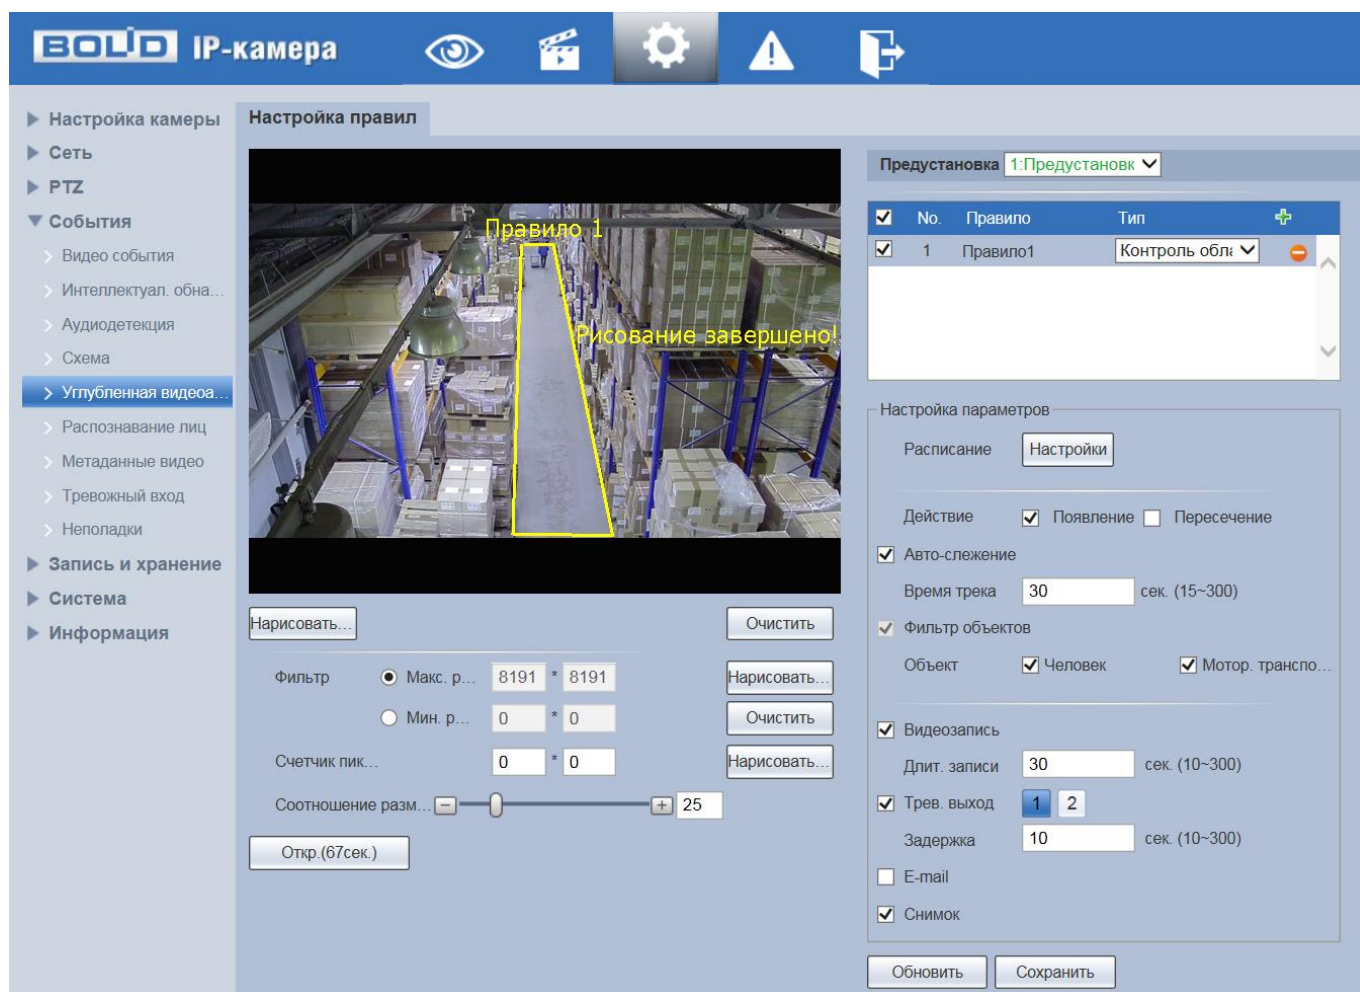 BOLID IP-камера
Настройка камеры
Сеть
PTZ
События
Видео события
Интеллектуал. обна...
Аудиодетекция
Схема
Углубленная видеоа...
Распознавание лиц
Метаданные видео
Тревожный вход
Неполадки
Запись и хранение
Система
Информация
Настройка правил
Правило 1
Рисование завершено!
Нарисовать...
Очистить
Фильтр Макс. р... 8191 * 8191 Нарисовать...
Мин. р... 0 * 0 Очистить
Счетчик пик... 0 * 0 Нарисовать...
Соотношение разм... 25
Откр.(67сек.)
Предустановка 1:Предустановк
No. Правило Тип
1 Правило1 Контроль обла
Настройка параметров
Расписание Настройки
Действие Появление Пересечение
Авто-слежение
Время трека 30 сек. (15~300)
Фильтр объектов
Объект Человек Мотор. транспо...
Видеозапись
Длит. записи 30 сек. (10~300)
Трев. выход 1 2
Задержка 10 сек. (10~300)
E-mail
Снимок
Обновить Сохранить